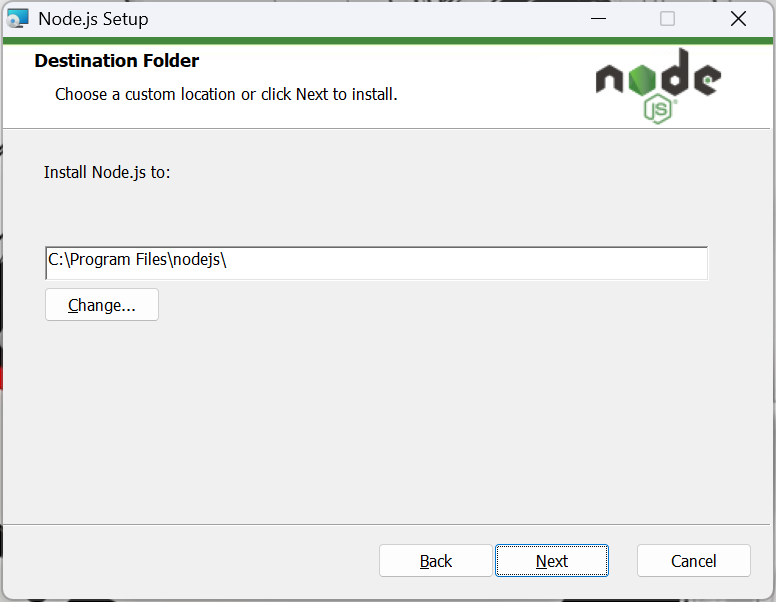 Node.js Setup
Destination Folder
Choose a custom location or click Next to install.
node
JS
Install Node.js to:
C:\Program Files\nodejs\
Change...
Back
Next
Cancel